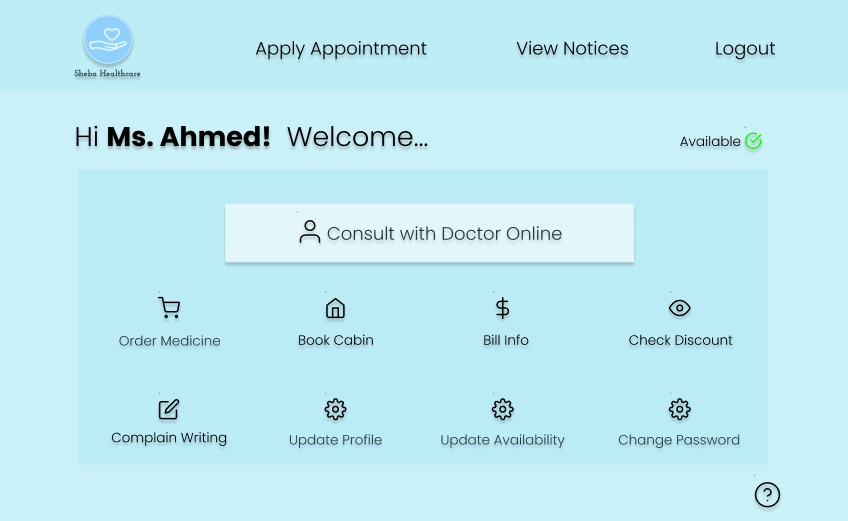 Apply Appointment View Notices Logout
Sheba Healthcare
Hi Ms. Ahmed! Welcome...
Available
Consult with Doctor Online
Order Medicine Book Cabin Bill Info Check Discount
Complain Writing Update Profile Update Availability Change Password
?